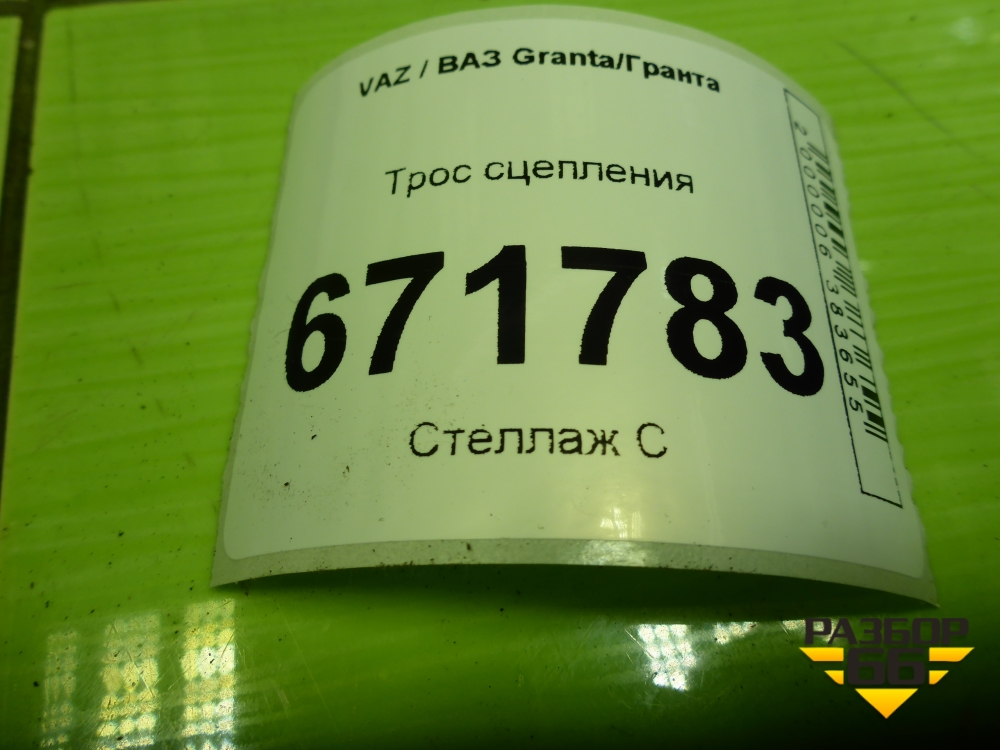 VAZ / ВАЗ Granta/Гранта
Трос сцепления
671783
Стеллаж С
2000006383655
РАЗБОР
66